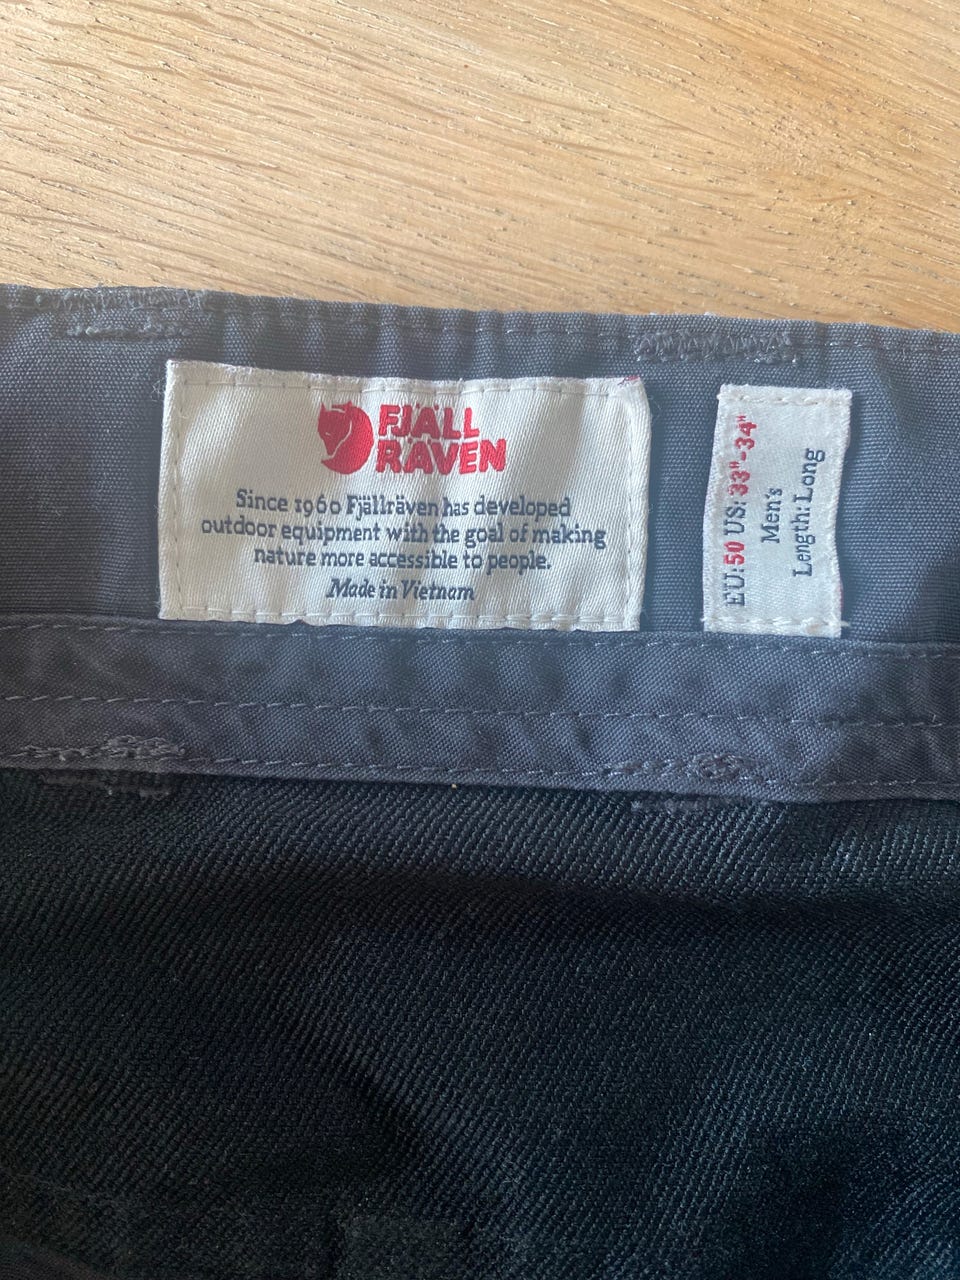 FJÄLL
RÄVEN
Since 1960 Fjällräven has developed
outdoor equipment with the goal of making
nature more accessible to people.
Made in Vietnam
EU: 50 US: 33"-34"
Men's
Length: Long